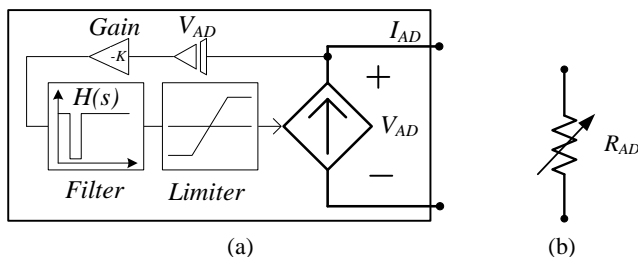 Gain
V_AD
I_AD
-K
H(s)
+
V_AD
R_AD
−
Filter
Limiter
(a)
(b)